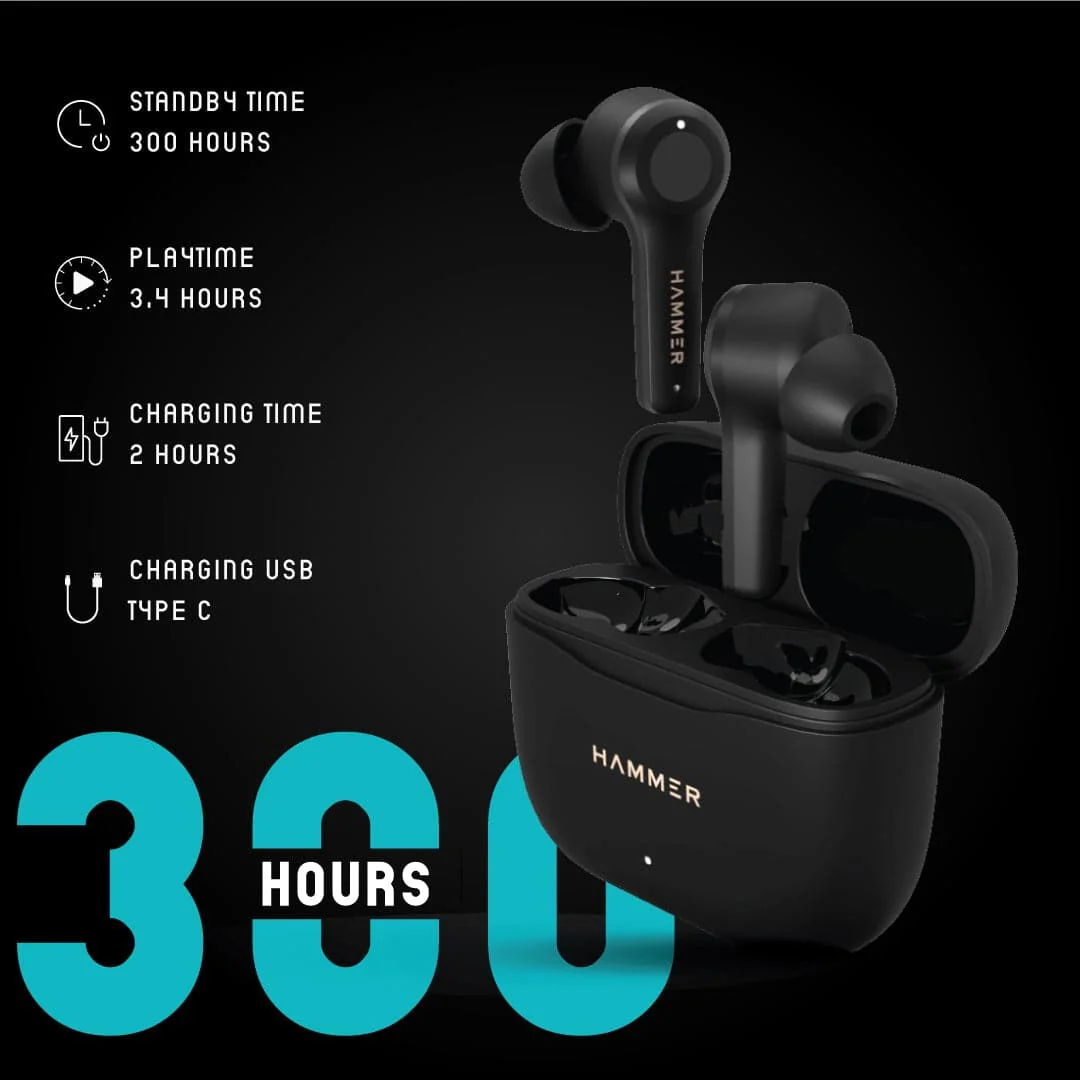 STANDBY TIME
300 HOURS
PLAYTIME
3.4 HOURS
CHARGING TIME
2 HOURS
CHARGING USB
TYPE C
HAMMER
HAMMER
300
HOURS